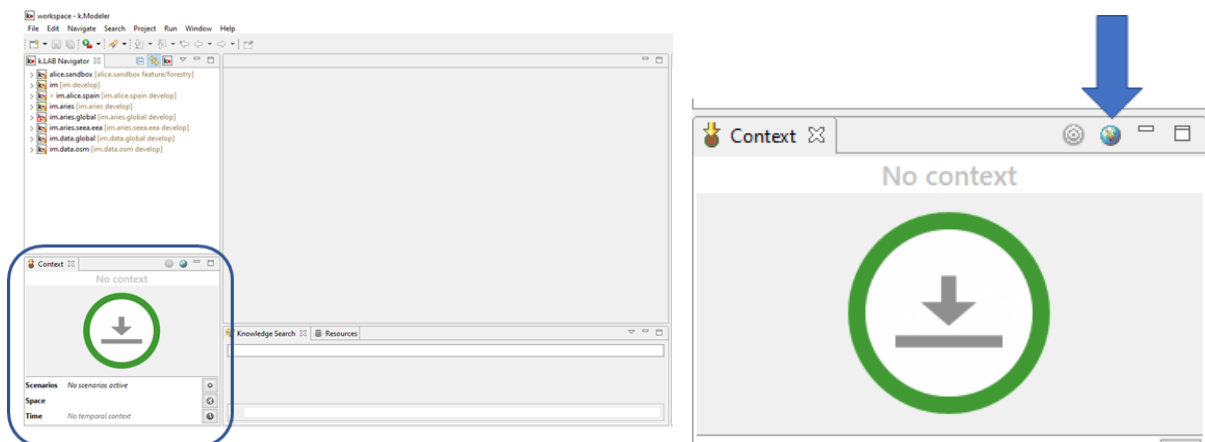 workspace - k.Modeler
File Edit Navigate Search Project Run Window Help
k.LAB Navigator
alice.sandbox [alice.sandbox feature/forestry]
im [im develop]
> im.alice.spain [im.alice.spain develop]
im.aries [im.aries develop]
im.aries.global [im.aries.global develop]
im.aries.seea.eea [im.aries.seea.eea develop]
im.data.global [im.data.global develop]
im.data.osm [im.data.osm develop]
Context
No context
Scenarios No scenarios active
Space
Time No temporal context
Knowledge Search Resources
Context
No context